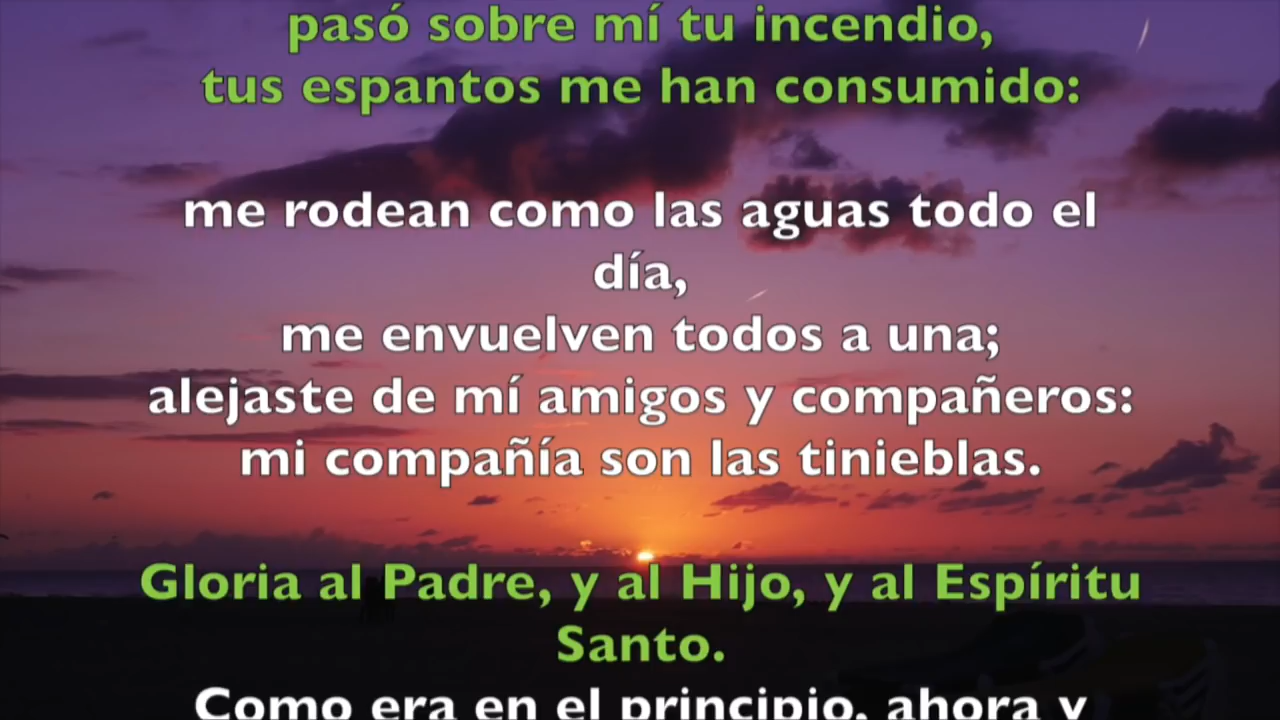 pasó sobre mí tu incendio,
tus espantos me han consumido:
me rodean como las aguas todo el
día,
me envuelven todos a una;
alejaste de mí amigos y compañeros:
mi compañía son las tinieblas.
Gloria al Padre, y al Hijo, y al Espíritu
Santo.
Como era en el principio, ahora y